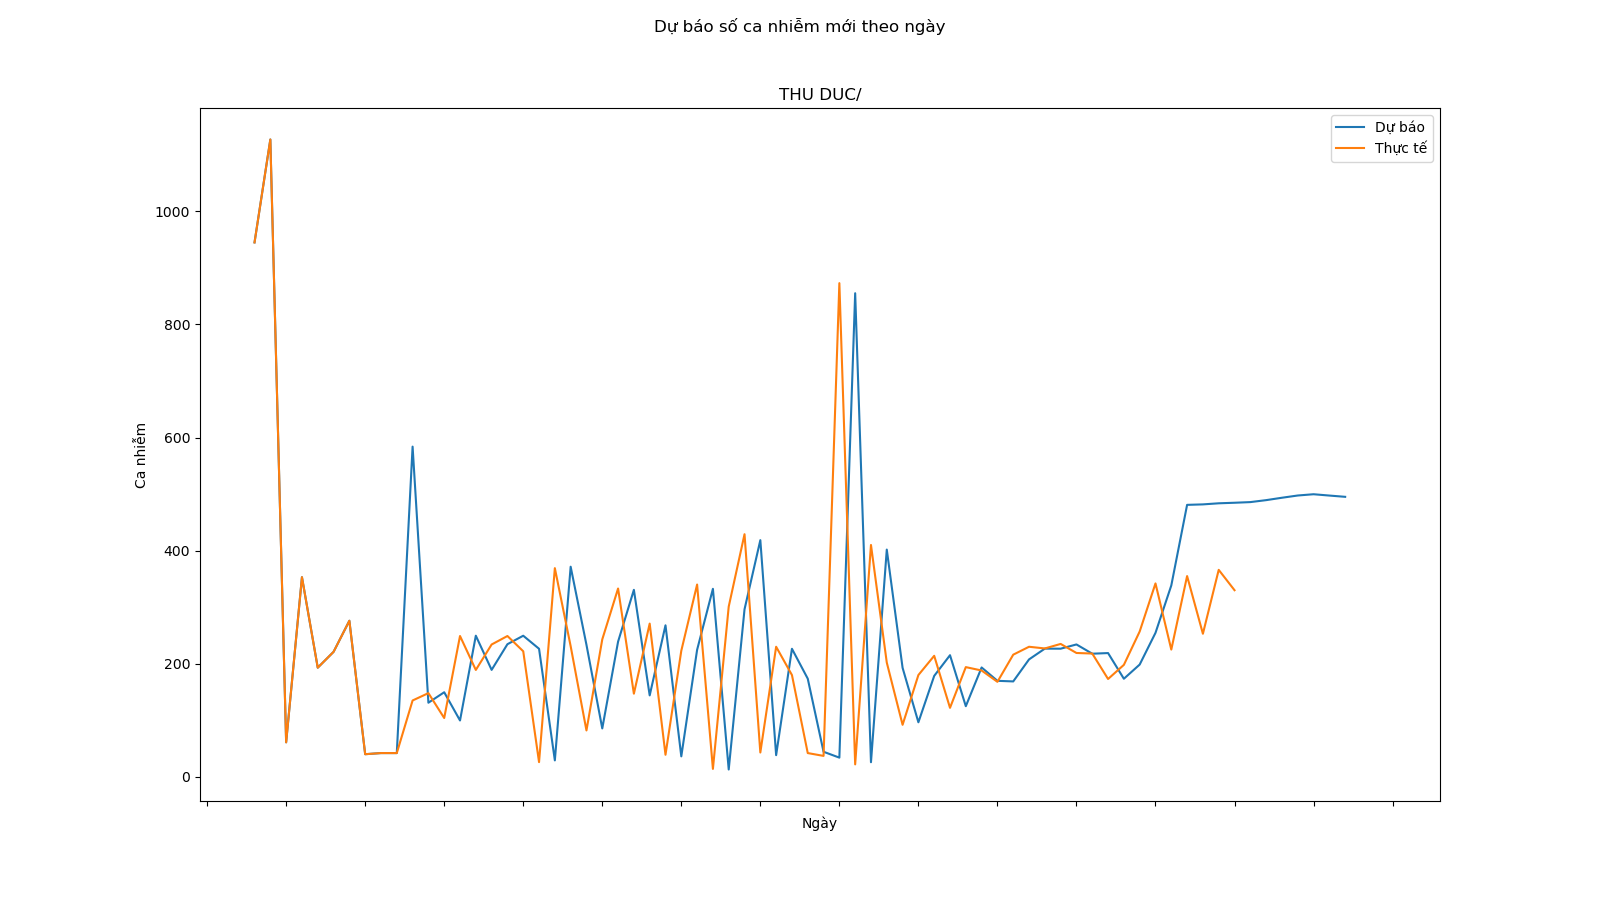 Dự báo số ca nhiễm mới theo ngày
THU DUC/
Dự báo
Thực tế
1000
800
600
400
200
0
Ca nhiễm
Ngày